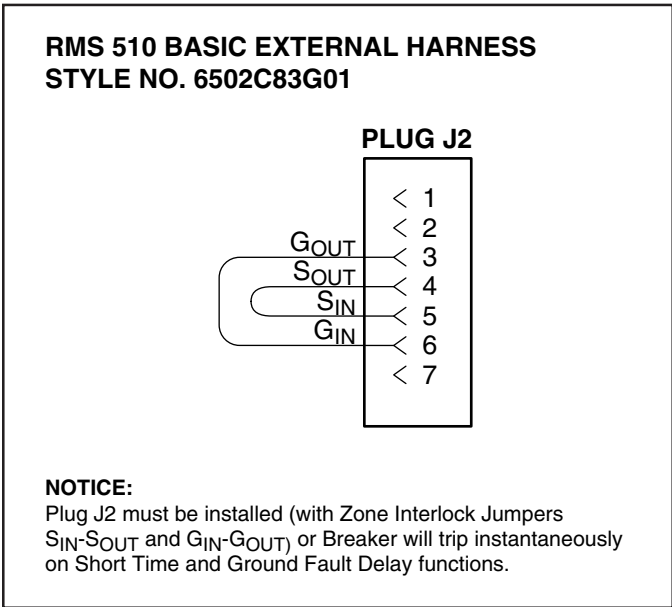 RMS 510 BASIC EXTERNAL HARNESS
STYLE NO. 6502C83G01
PLUG J2
< 1
< 2
GOUT < 3
SOUT < 4
SIN < 5
GIN < 6
< 7
NOTICE:
Plug J2 must be installed (with Zone Interlock Jumpers
SIN-SOUT and GIN-GOUT) or Breaker will trip instantaneously
on Short Time and Ground Fault Delay functions.